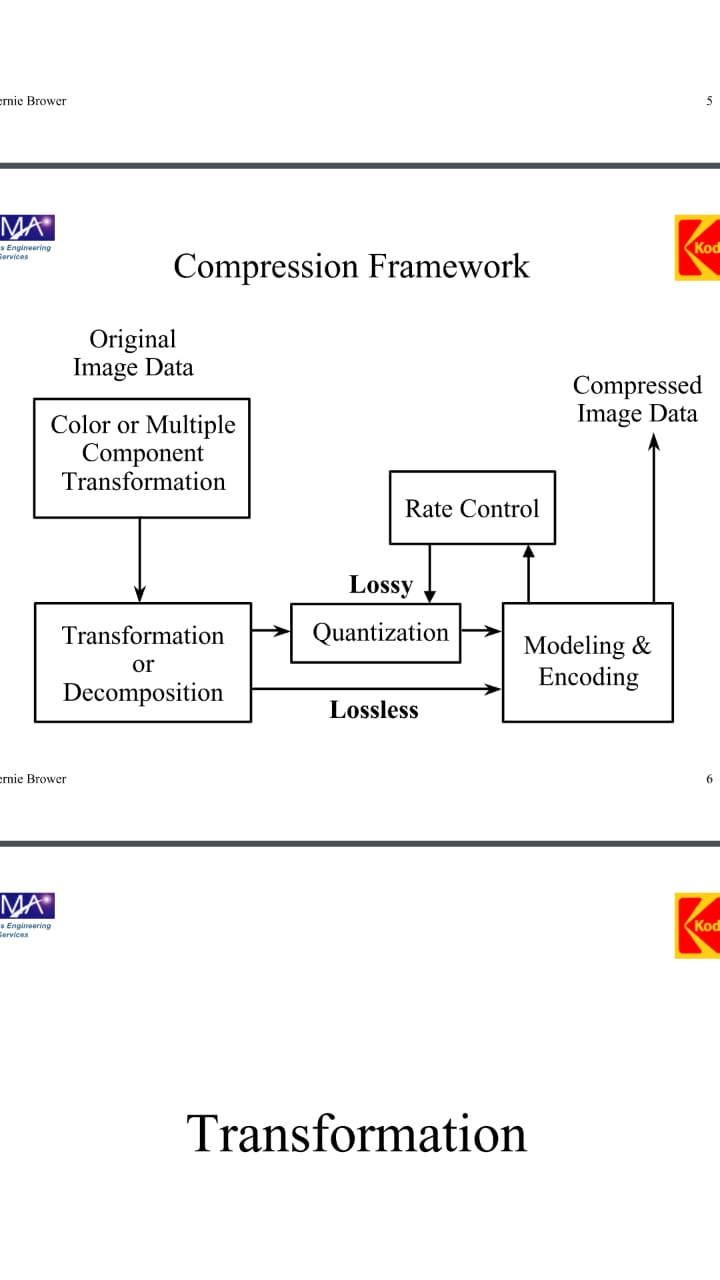 ernie Brower
5
MA
s Engineering
Services
Kod
Compression Framework
Original
Image Data
Compressed
Image Data
Color or Multiple
Component
Transformation
Rate Control
Lossy
Transformation
or
Decomposition
Quantization
Modeling &
Encoding
Lossless
ernie Brower
6
MA
s Engineering
Services
Kod
Transformation